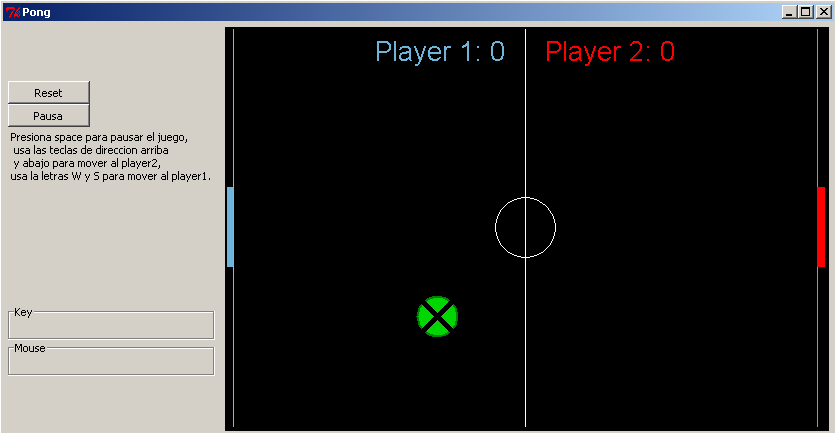 Pong
Player 1: 0
Player 2: 0
Reset
Pausa
Presiona space para pausar el juego,
usa las teclas de direccion arriba
y abajo para mover al player2,
usa la letras W y S para mover al player1.
Key
Mouse